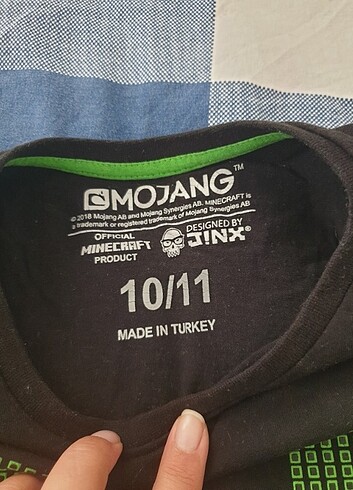 MOJANG™
© 2018 Mojang AB and Mojang Synergies AB. MINECRAFT is
a trademark or registered trademark of Mojang Synergies AB
OFFICIAL
MINECRAFT
PRODUCT
DESIGNED BY
J!NX®
10/11
MADE IN TURKEY